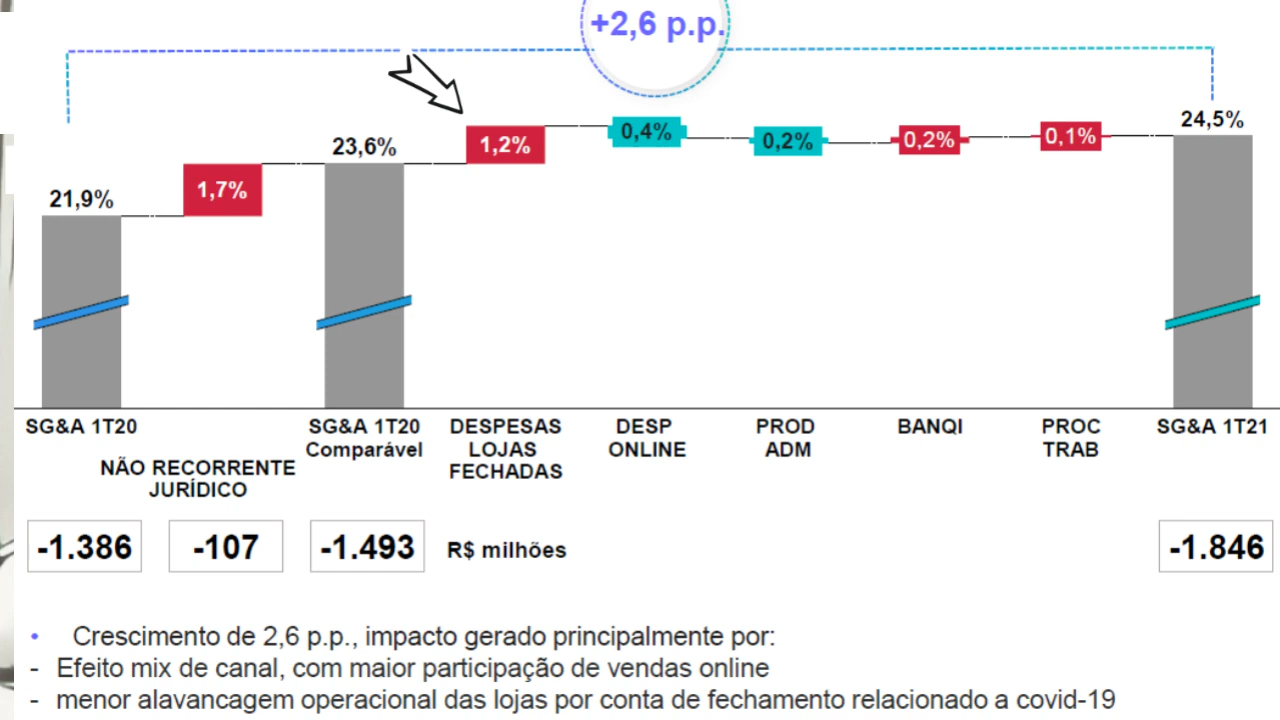 +2,6 p.p.
24,5%
0,4%
1,2%
0,2%
0,2%
0,1%
23,6%
1,7%
21,9%
SG&A 1T20
NÃO RECORRENTE
JURÍDICO
SG&A 1T20
Comparável
DESPESAS
LOJAS
FECHADAS
DESP
ONLINE
PROD
ADM
BANQI
PROC
TRAB
SG&A 1T21
-1.386
-107
-1.493
R$ milhões
-1.846
• Crescimento de 2,6 p.p., impacto gerado principalmente por:
- Efeito mix de canal, com maior participação de vendas online
- menor alavancagem operacional das lojas por conta de fechamento relacionado a covid-19